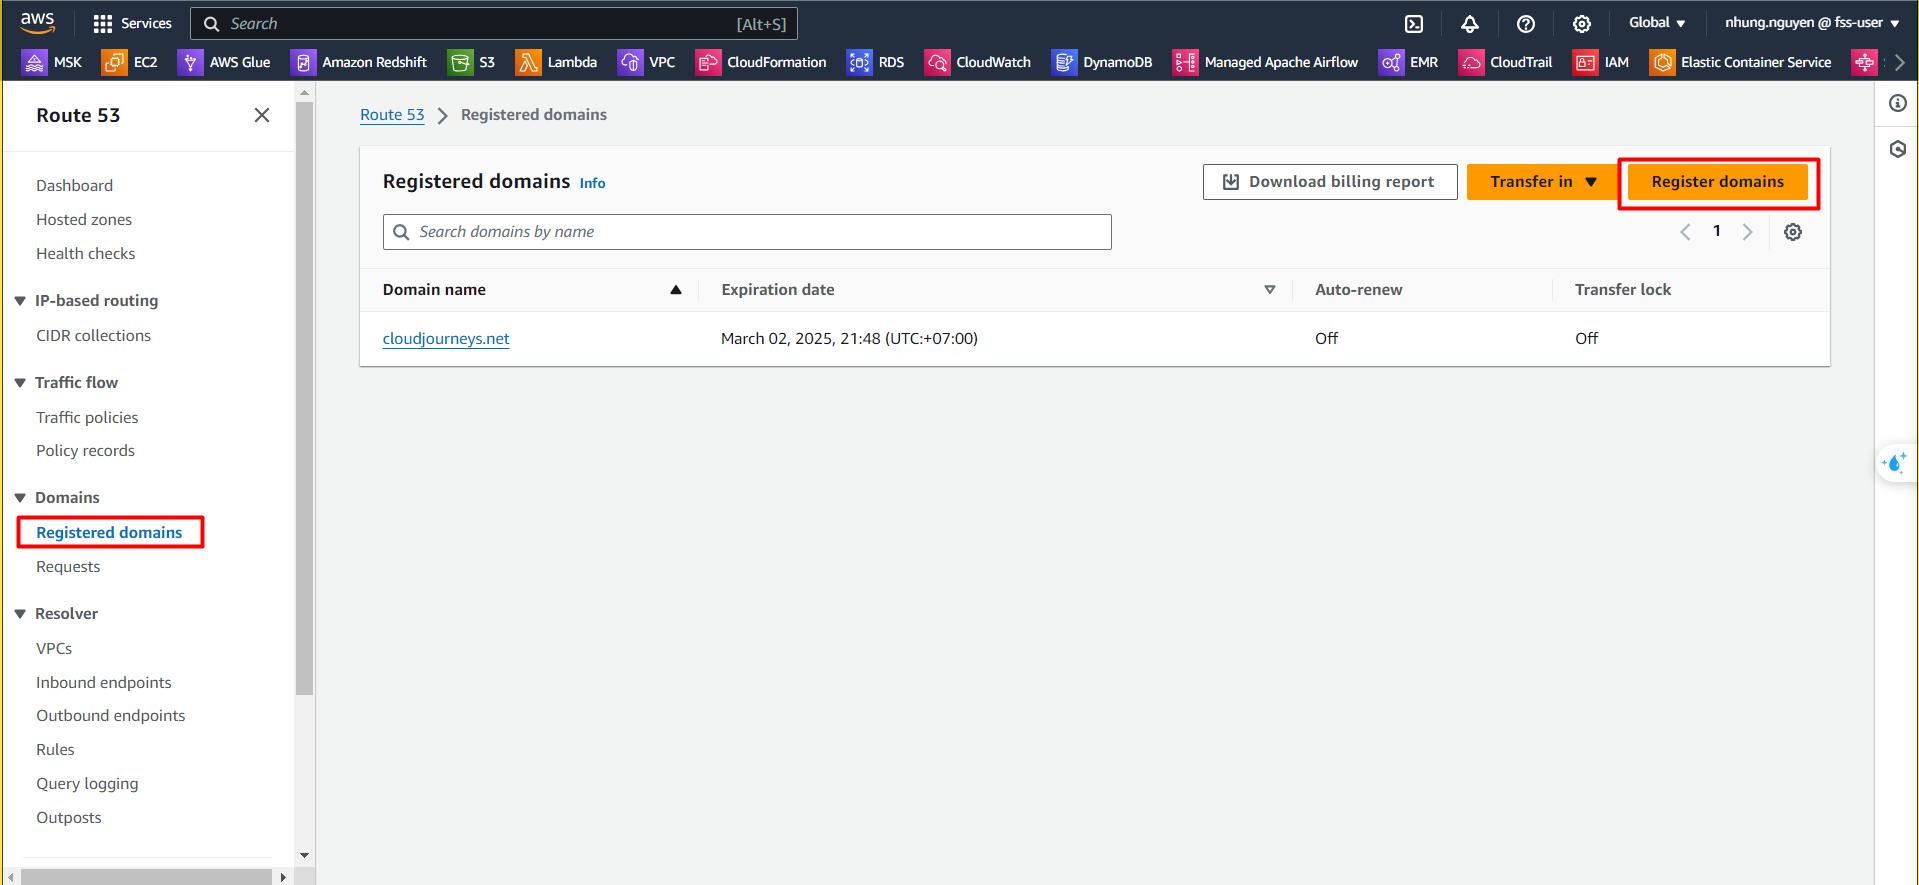 aws
Services
Search
[Alt+S]
Global
nhung.nguyen @ fss-user
MSK
EC2
AWS Glue
Amazon Redshift
S3
Lambda
VPC
CloudFormation
RDS
CloudWatch
DynamoDB
Managed Apache Airflow
EMR
CloudTrail
IAM
Elastic Container Service
Route 53
Dashboard
Hosted zones
Health checks
IP-based routing
CIDR collections
Traffic flow
Traffic policies
Policy records
Domains
Registered domains
Requests
Resolver
VPCs
Inbound endpoints
Outbound endpoints
Rules
Query logging
Outposts
Route 53
Registered domains
Registered domains Info
Download billing report
Transfer in
Register domains
Search domains by name
1
Domain name
Expiration date
Auto-renew
Transfer lock
cloudjourneys.net
March 02, 2025, 21:48 (UTC:+07:00)
Off
Off